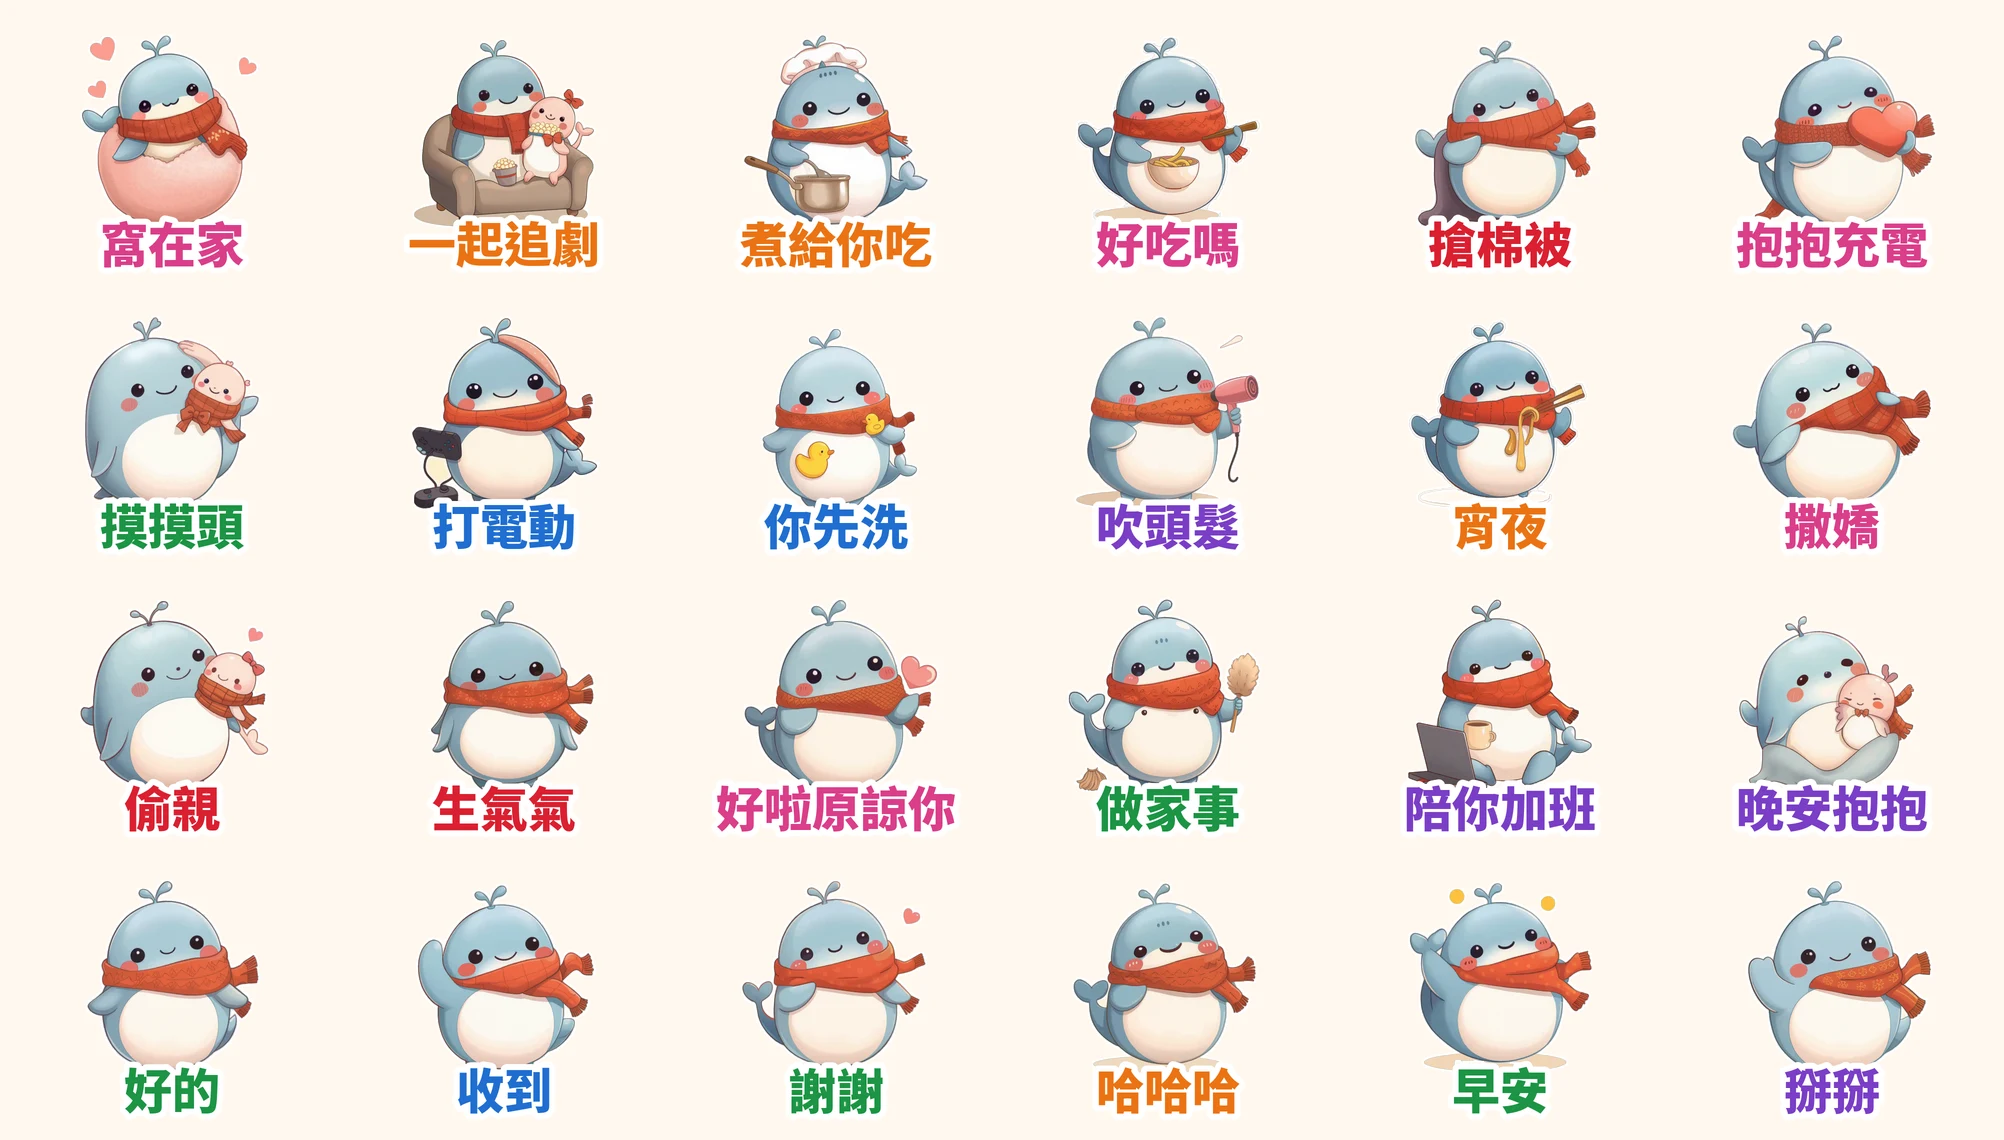 窩在家
一起追劇
煮給你吃
好吃嗎
搶棉被
抱抱充電
摸摸頭
打電動
你先洗
吹頭髮
宵夜
撒嬌
偷親
生氣氣
好啦原諒你
做家事
陪你加班
晚安抱抱
好的
收到
謝謝
哈哈哈
早安
掰掰